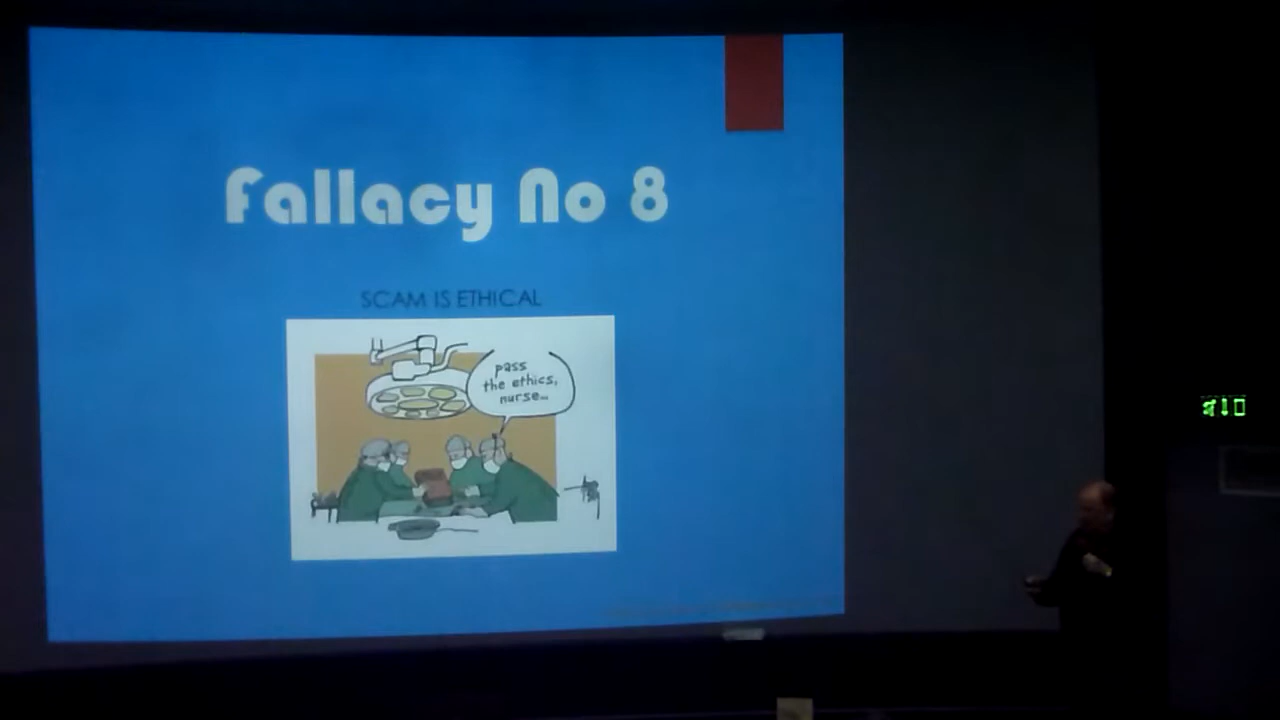 Fallacy No 8
SCAM IS ETHICAL
pass
the ethics,
nurse...